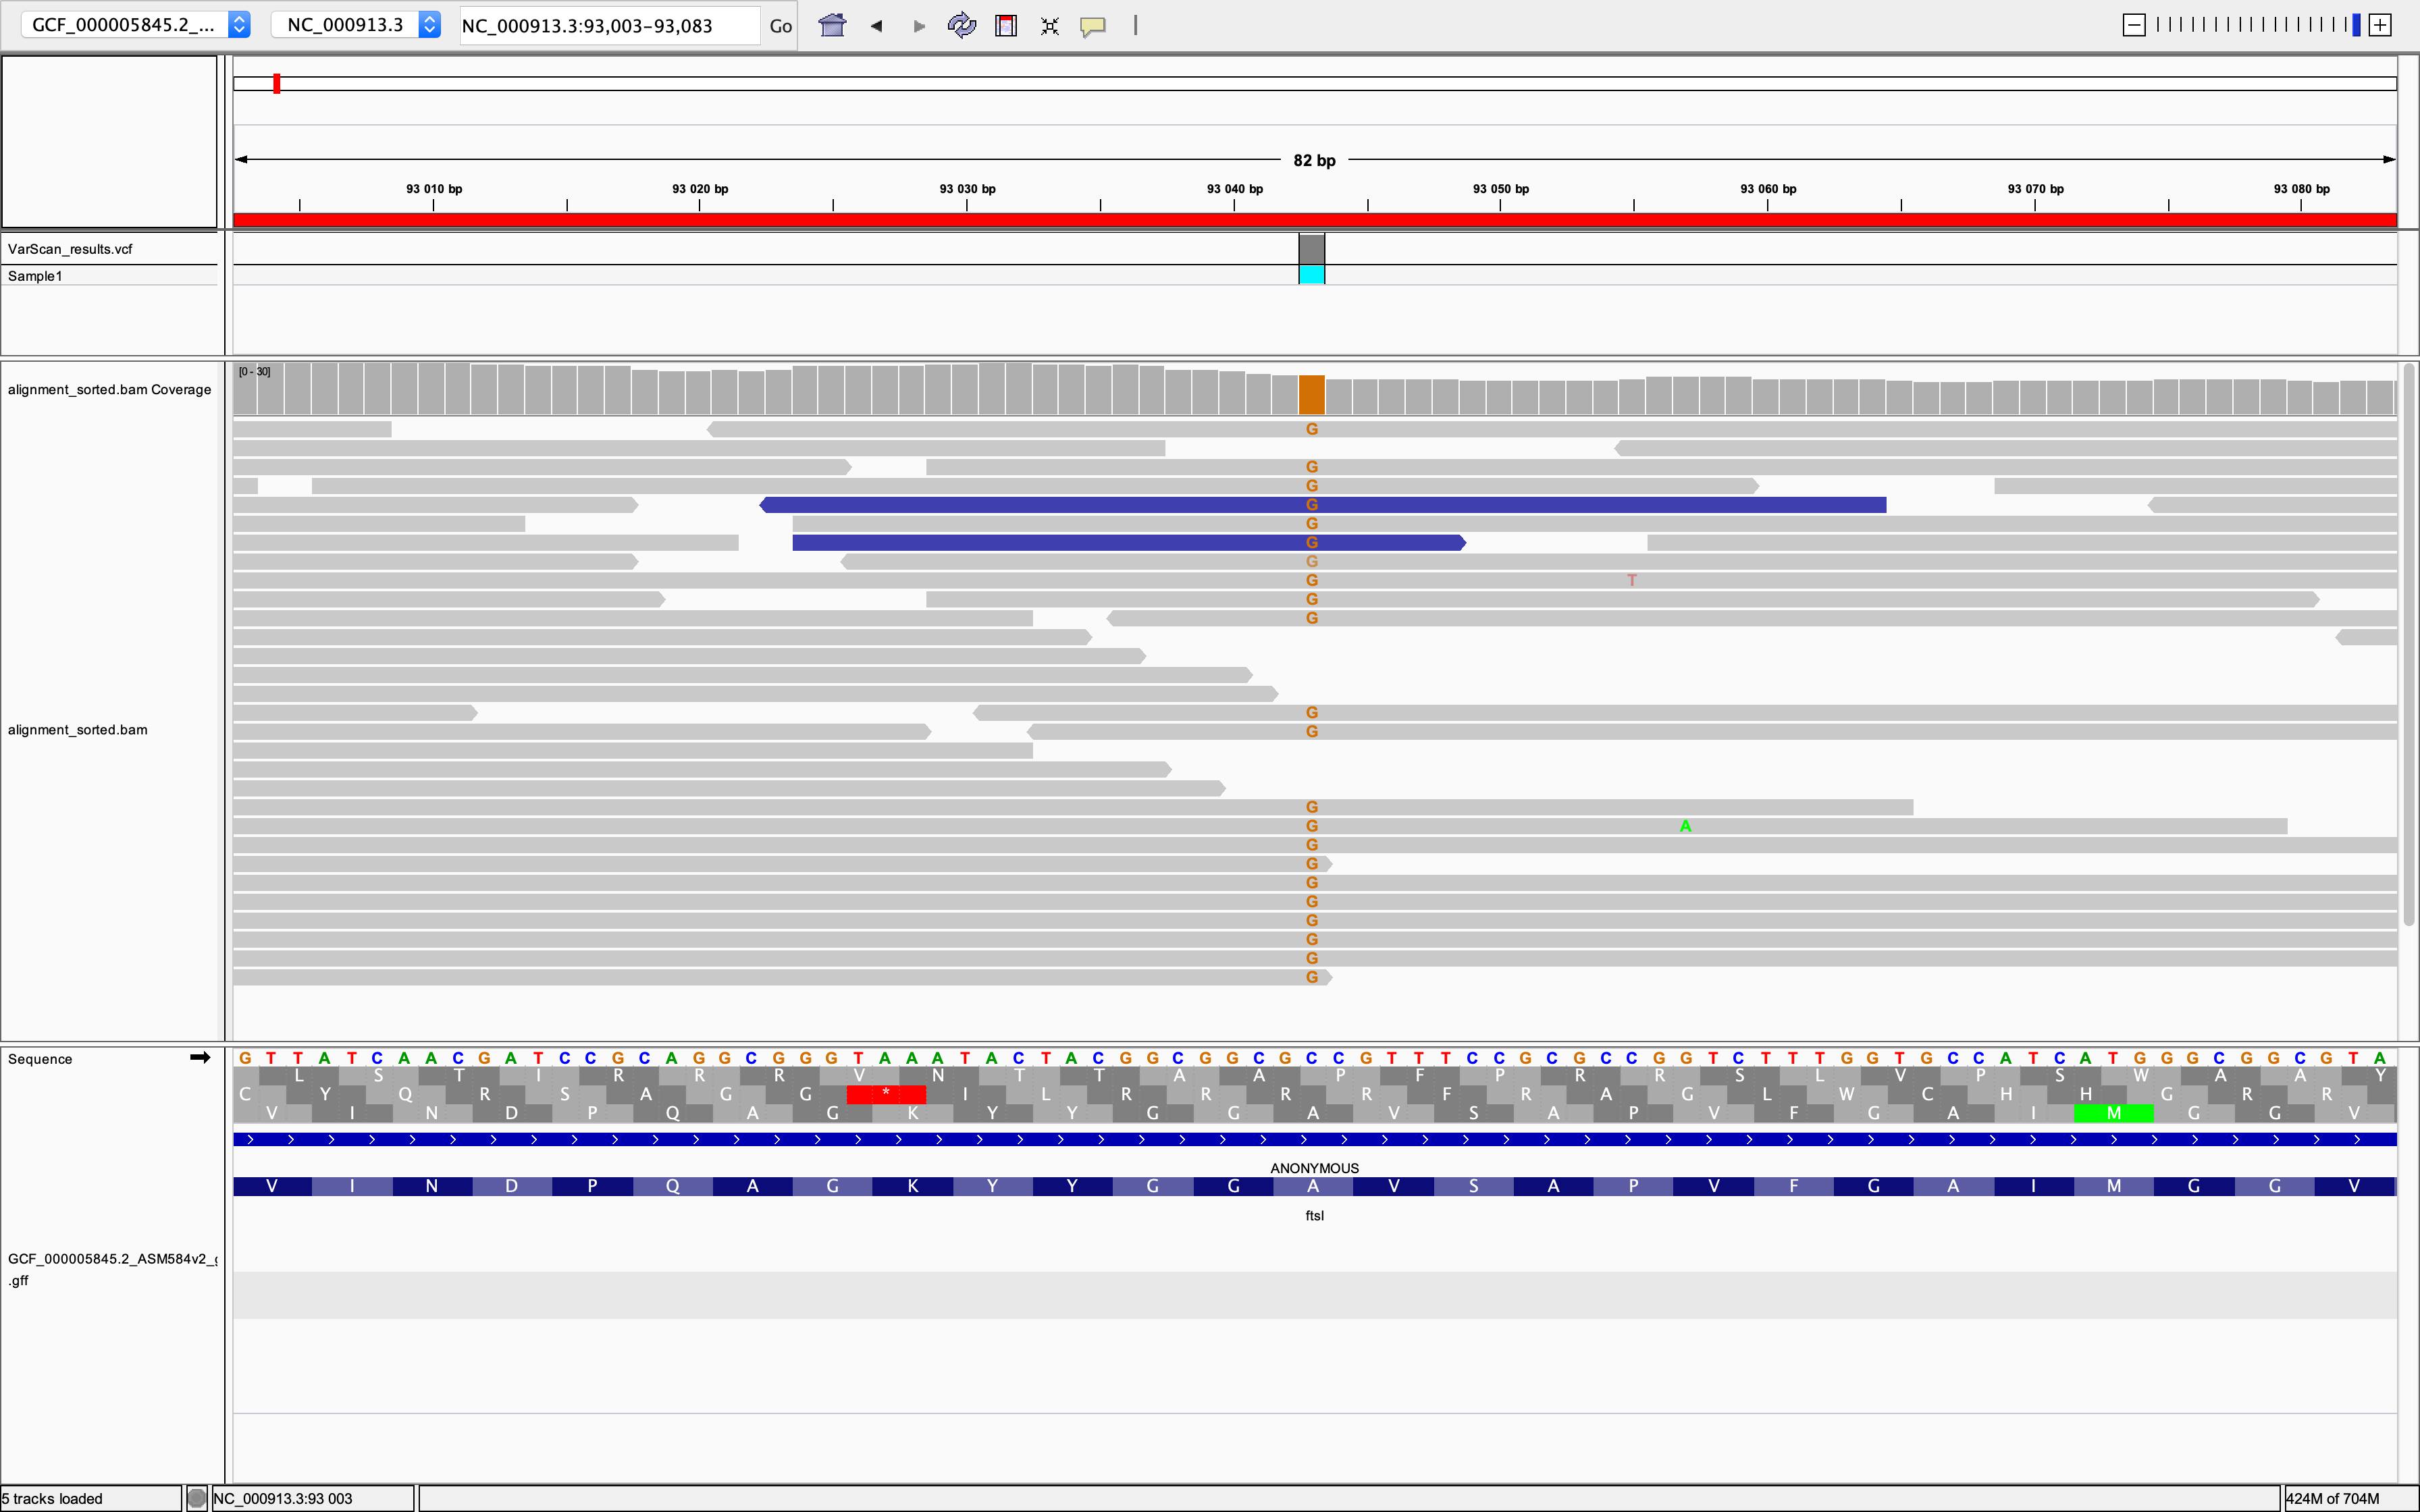 GCF_000005845.2_... NC_000913.3 NC_000913.3:93,003-93,083 Go
82 bp
93 010 bp 93 020 bp 93 030 bp 93 040 bp 93 050 bp 93 060 bp 93 070 bp 93 080 bp
VarScan_results.vcf
Sample1
[0 - 30]
alignment_sorted.bam Coverage
G
G
G
G
G
G
G
G T
G
G
G
alignment_sorted.bam G
G
G A
G
G
G
G
G
G
G
G
Sequence G T T A T C A A C G A T C C G C A G G C G G G T A A A T A C T A C G G C G G C G C C G T T T C C G C G C C G G T C T T T G G T G C C A T C A T G G G C G G C G T A
L S T I R R R V N T T A A P F P R R S L V P S W A A Y
C Y Q R S A G G * I L R R R R F R A G L W C H H G R R
V I N D P Q A G K Y Y G G A V S A P V F G A I M G G V
ANONYMOUS
V I N D P Q A G K Y Y G G A V S A P V F G A I M G G V
ftsI
GCF_000005845.2_ASM584v2_
.gff
5 tracks loaded NC_000913.3:93 003 424M of 704M